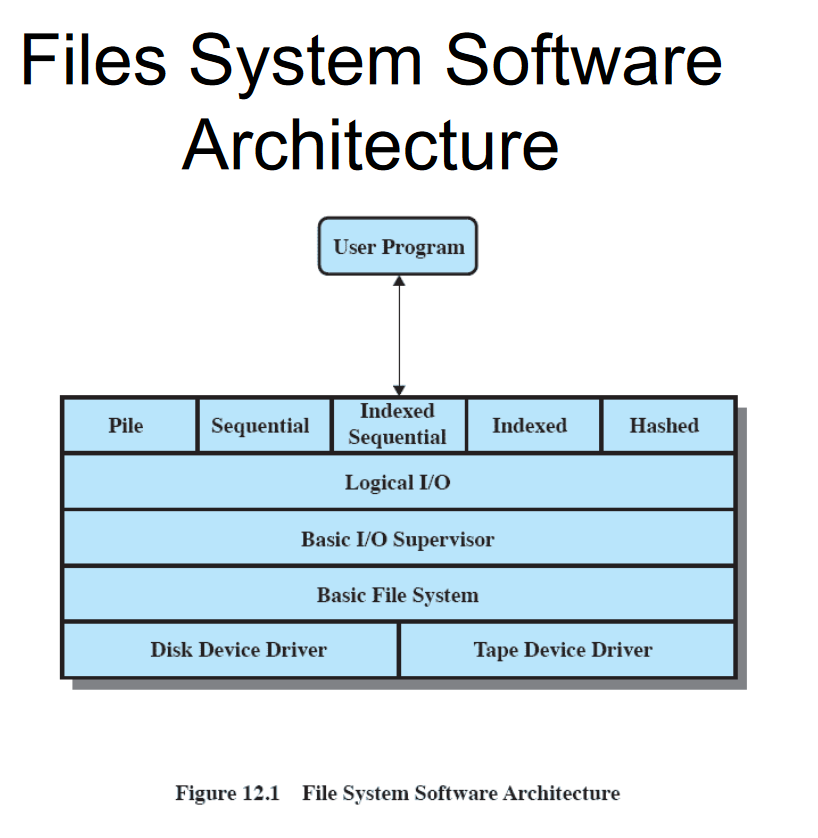 Files System Software
Architecture
User Program
Pile
Sequential
Indexed
Sequential
Indexed
Hashed
Logical I/O
Basic I/O Supervisor
Basic File System
Disk Device Driver
Tape Device Driver
Figure 12.1 File System Software Architecture